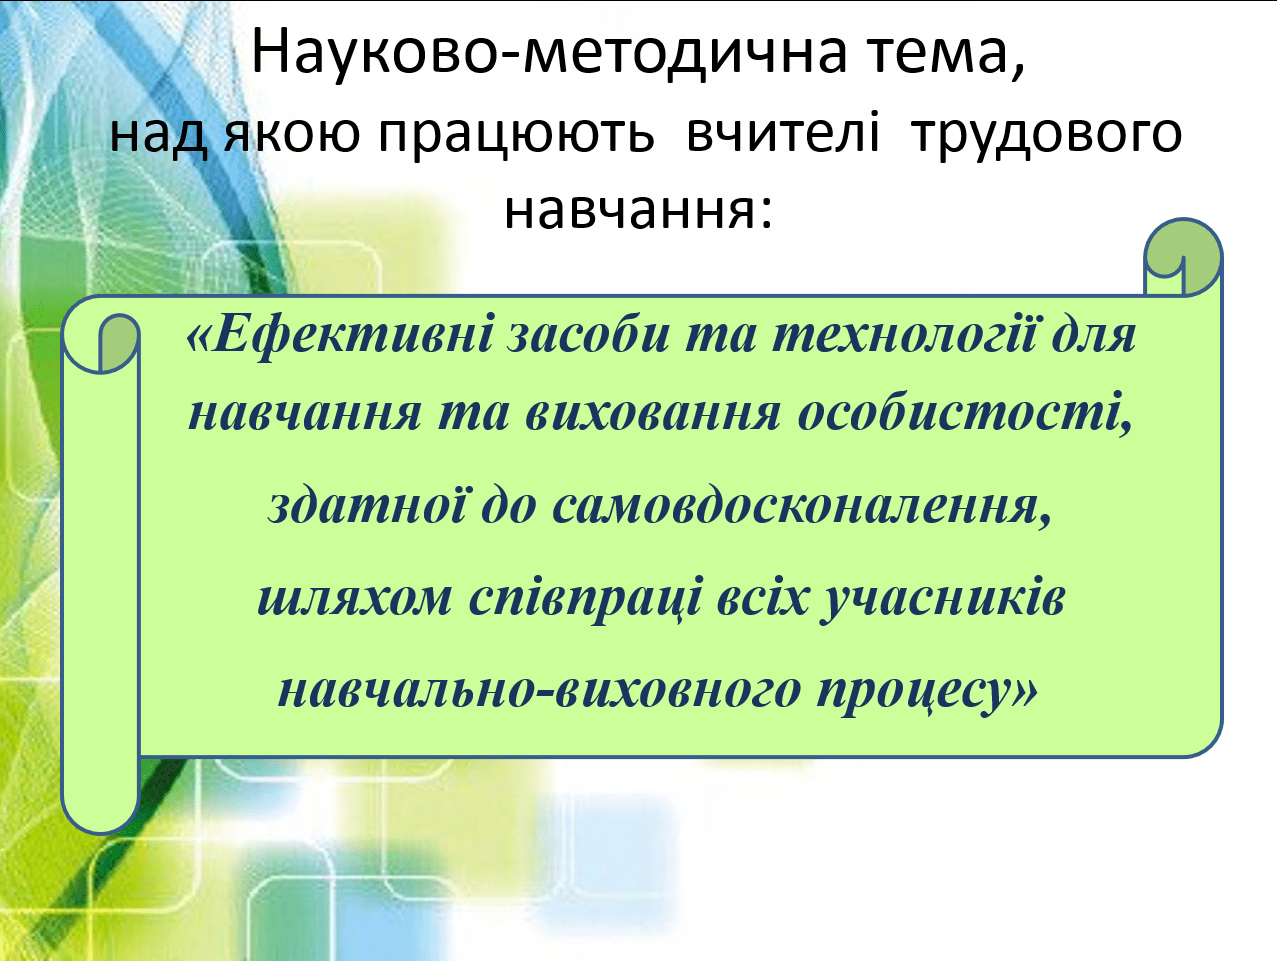 Науково-методична тема,
над якою працюють вчителі трудового
навчання:
«Ефективні засоби та технології для
навчання та виховання особистості,
здатної до самовдосконалення,
шляхом співпраці всіх учасників
навчально-виховного процесу»